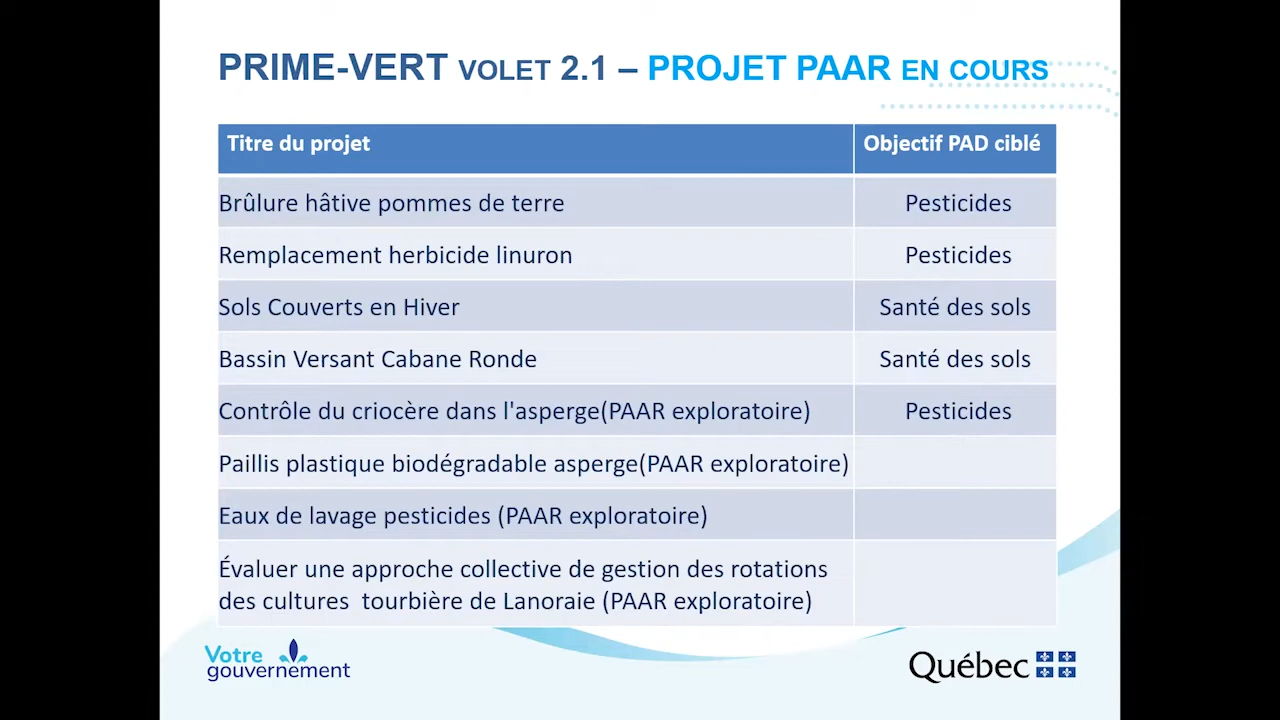 PRIME-VERT VOLET 2.1 – PROJET PAAR EN COURS
Titre du projet
Objectif PAD ciblé
Brûlure hâtive pommes de terre
Pesticides
Remplacement herbicide linuron
Pesticides
Sols Couverts en Hiver
Santé des sols
Bassin Versant Cabane Ronde
Santé des sols
Contrôle du criocère dans l'asperge(PAAR exploratoire)
Pesticides
Paillis plastique biodégradable asperge(PAAR exploratoire)
Eaux de lavage pesticides (PAAR exploratoire)
Évaluer une approche collective de gestion des rotations
des cultures  tourbière de Lanoraie (PAAR exploratoire)
Votre
gouvernement
Québec